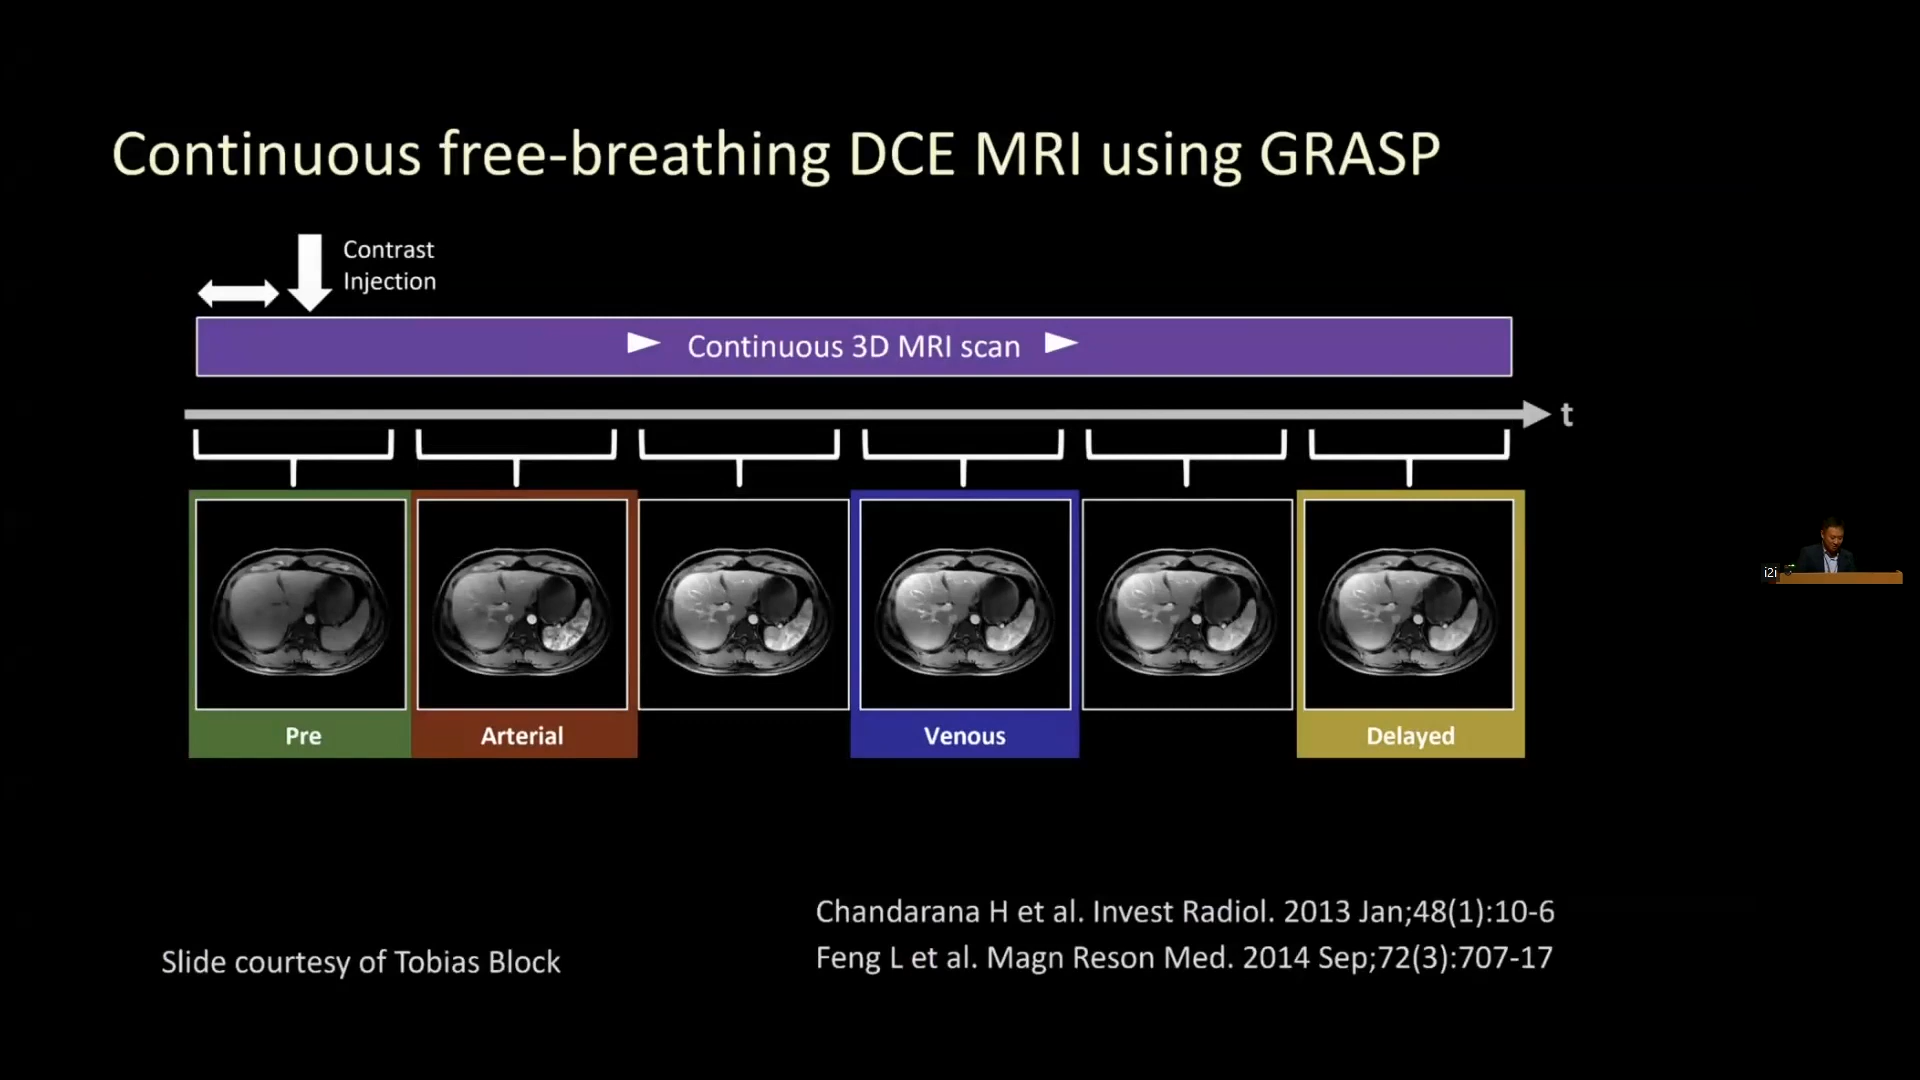 Continuous free-breathing DCE MRI using GRASP
Contrast
Injection
Continuous 3D MRI scan
t
Pre
Arterial
Venous
Delayed
Chandarana H et al. Invest Radiol. 2013 Jan;48(1):10-6
Feng L et al. Magn Reson Med. 2014 Sep;72(3):707-17
Slide courtesy of Tobias Block
i2i